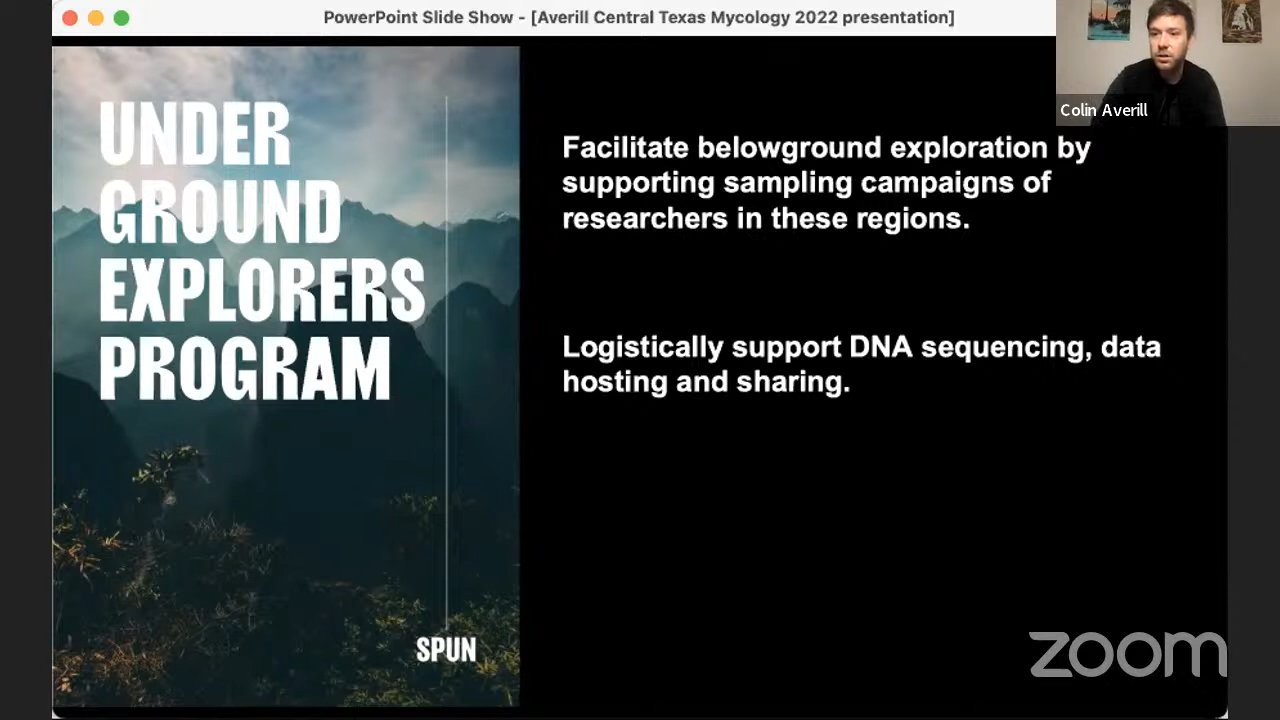 PowerPoint Slide Show - [Averill Central Texas Mycology 2022 presentation]
Colin Averill
UNDER
GROUND
EXPLORERS
PROGRAM
SPUN
Facilitate belowground exploration by
supporting sampling campaigns of
researchers in these regions.
Logistically support DNA sequencing, data
hosting and sharing.
zoom